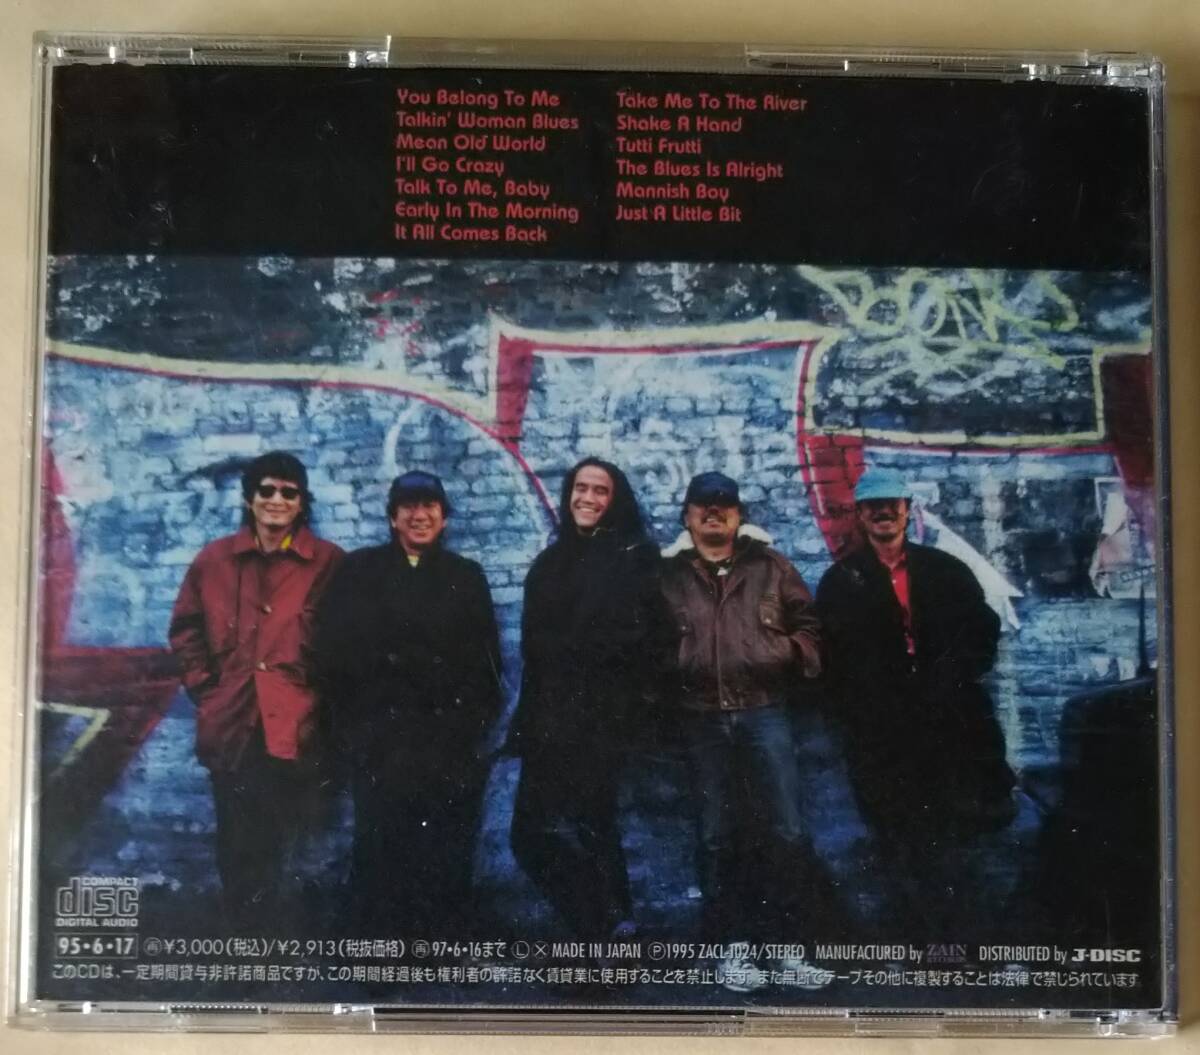 You Belong To Me
Talkin' Woman Blues
Mean Old World
I'll Go Crazy
Talk To Me, Baby
Early In The Morning
It All Comes Back
Take Me To The River
Shake A Hand
Tutti Frutti
The Blues Is Alright
Mannish Boy
Just A Little Bit
COMPACT
disc
DIGITAL AUDIO
95・6・17 再¥3,000(税込)/¥2,913(税抜価格) 再97・6・16まで Ⓛ Ⓧ MADE IN JAPAN Ⓟ1995 ZACL-1024/STEREO MANUFACTURED by ZAIN RECORDS DISTRIBUTED by J-DISC
このCDは、一定期間貸与非許諾商品ですが、この期間経過後も権利者の許諾なく賃貸業に使用することを禁止します。また無断でテープその他に複製することは法律で禁じられています。